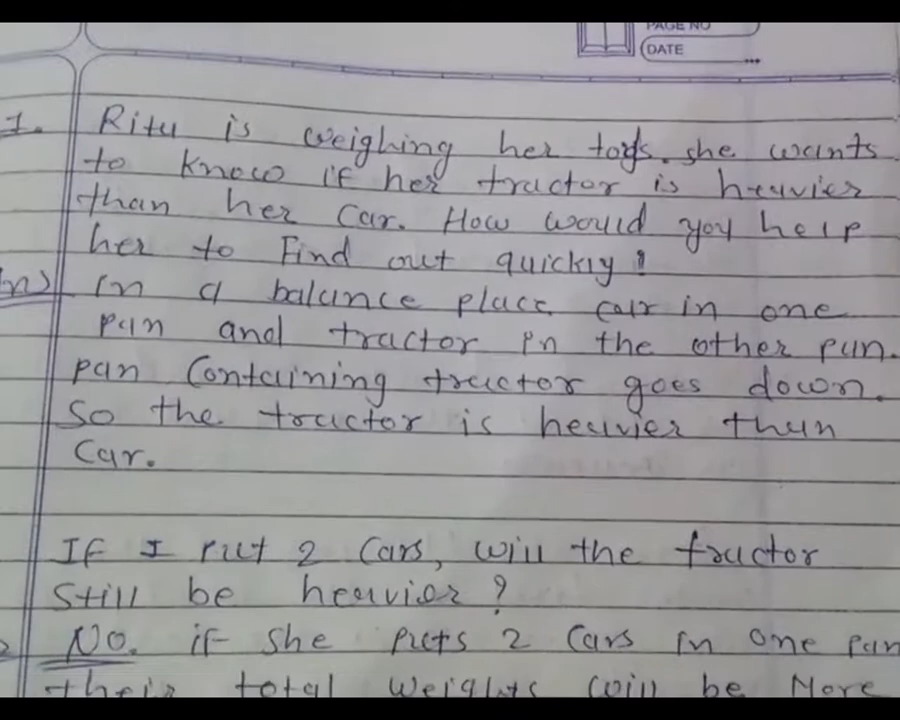 PAGE NO
DATE
1. Ritu is weighing her toys. she wants
to know if her tractor is heavier
than her car. How would you help
her to Find out quickly?
in a balance place car in one
pan and tractor in the other pan.
pan Containing tractor goes down.
So the tractor is heavier than
Car.
If I put 2 Cars, will the tractor
Still be heavier?
No. if She puts 2 Cars in one pan
their total weights will be More